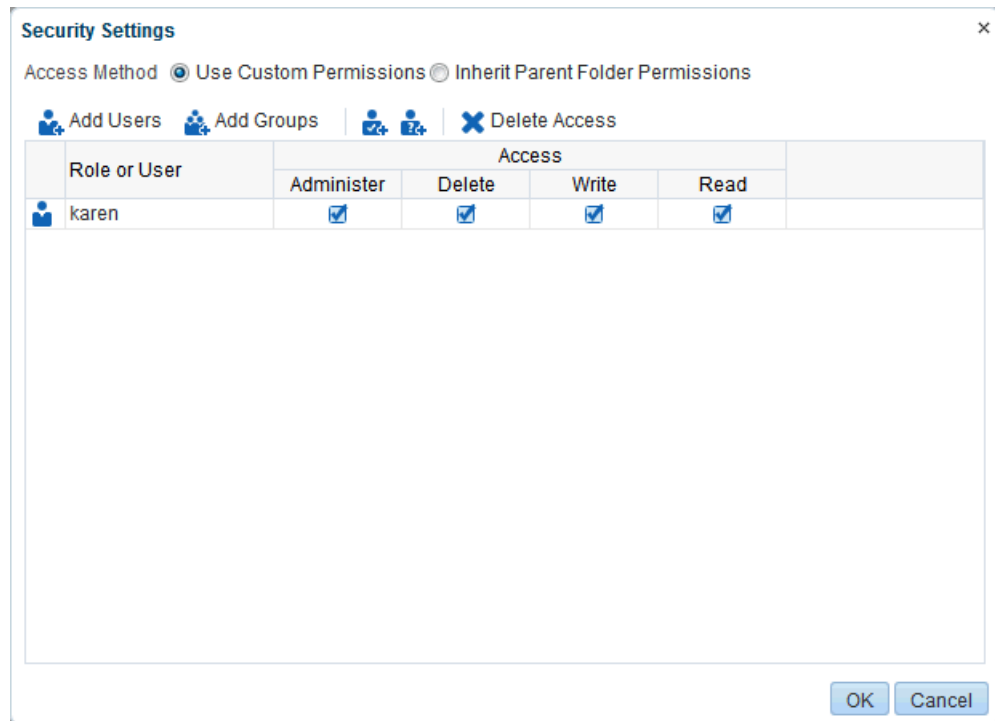 Security Settings
Access Method Use Custom Permissions Inherit Parent Folder Permissions
Add Users Add Groups Delete Access
Role or User
Access
Administer Delete Write Read
karen
OK Cancel